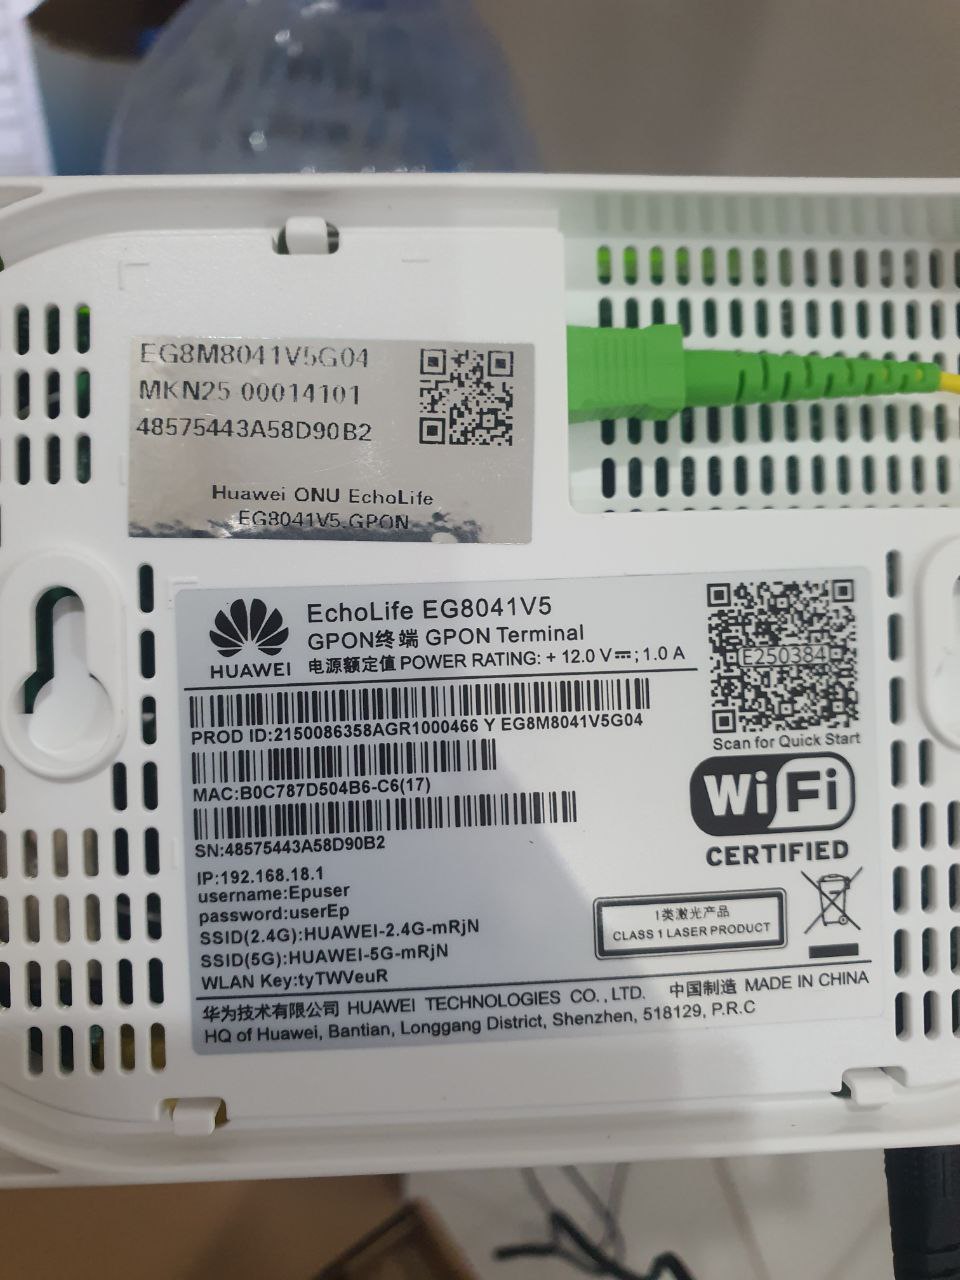 EG8M8041V5G04
MKN25 00014101
48575443A58D90B2
Huawei ONU EchoLife
EG8041V5.GPON
HUAWEI
EchoLife EG8041V5
GPON终端 GPON Terminal
电源额定值 POWER RATING: + 12.0 V⎓; 1.0 A
E250384
Scan for Quick Start
PROD ID:2150086358AGR1000466 Y EG8M8041V5G04
MAC:B0C787D504B6-C6(17)
SN:48575443A58D90B2
WiFi
CERTIFIED
IP:192.168.18.1
username:Epuser
password:userEp
SSID(2.4G):HUAWEI-2.4G-mRjN
SSID(5G):HUAWEI-5G-mRjN
WLAN Key:tyTWVeuR
1类激光产品
CLASS 1 LASER PRODUCT
华为技术有限公司 HUAWEI TECHNOLOGIES CO., LTD. 中国制造 MADE IN CHINA
HQ of Huawei, Bantian, Longgang District, Shenzhen, 518129, P.R.C